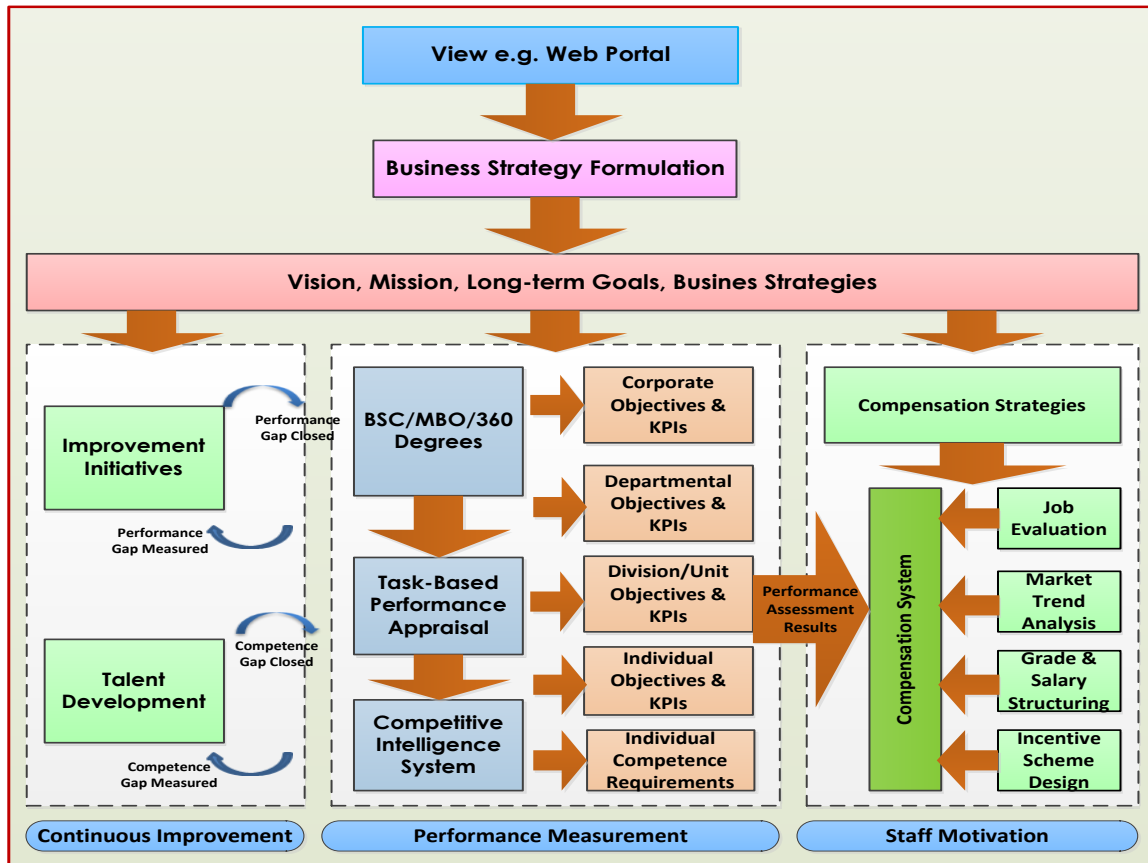 View e.g. Web Portal
Business Strategy Formulation
Vision, Mission, Long-term Goals, Busines Strategies
Improvement
Initiatives
Performance
Gap Closed
Performance
Gap Measured
Talent
Development
Competence
Gap Closed
Competence
Gap Measured
BSC/MBO/360
Degrees
Task-Based
Performance
Appraisal
Competitive
Intelligence
System
Corporate
Objectives &
KPIs
Departmental
Objectives &
KPIs
Division/Unit
Objectives &
KPIs
Individual
Objectives &
KPIs
Individual
Competence
Requirements
Performance
Assessment
Results
Compensation Strategies
Compensation System
Job
Evaluation
Market
Trend
Analysis
Grade &
Salary
Structuring
Incentive
Scheme
Design
Continuous Improvement
Performance Measurement
Staff Motivation